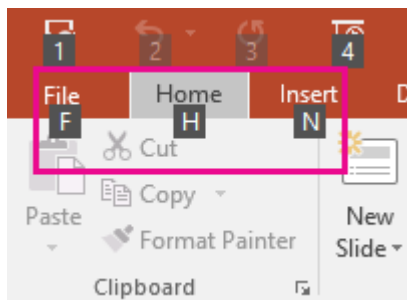 1 2 3 4
File Home Insert D
F H N
Cut
Copy
Paste New
Format Painter Slide
Clipboard